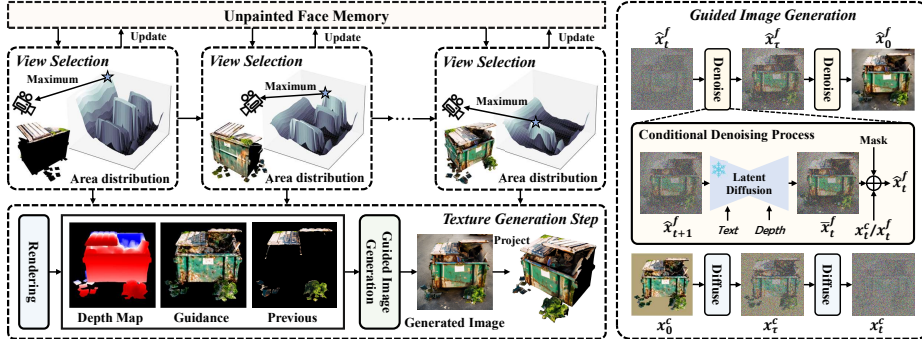 Unpainted Face Memory
Update
Update
Update
View Selection
View Selection
View Selection
Maximum
Maximum
Maximum
Area distribution
Area distribution
Area distribution
Texture Generation Step
Rendering
Depth Map
Guidance
Previous
Guided Image
Generation
Generated Image
Project
Guided Image Generation
x̂_t^f
x̂_τ^f
x̂_0^f
Denoise
Denoise
Conditional Denoising Process
Mask
Latent
Diffusion
x̂_t^f
x̂_{t+1}^f
Text
Depth
x̄_t^f
x_t^c/x_t^f
Diffuse
Diffuse
x_0^c
x_τ^c
x_t^c